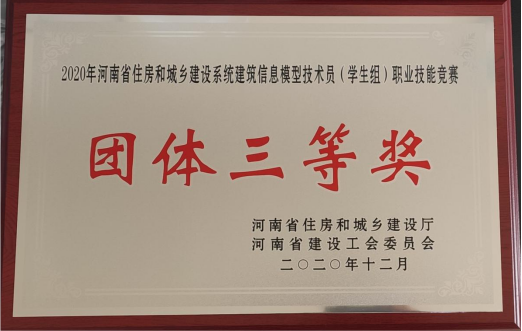 2020年河南省住房和城乡建设系统建筑信息模型技术员（学生组）职业技能竞赛
团体三等奖
河南省住房和城乡建设厅
河南省建设工会委员会
二〇二〇年十二月